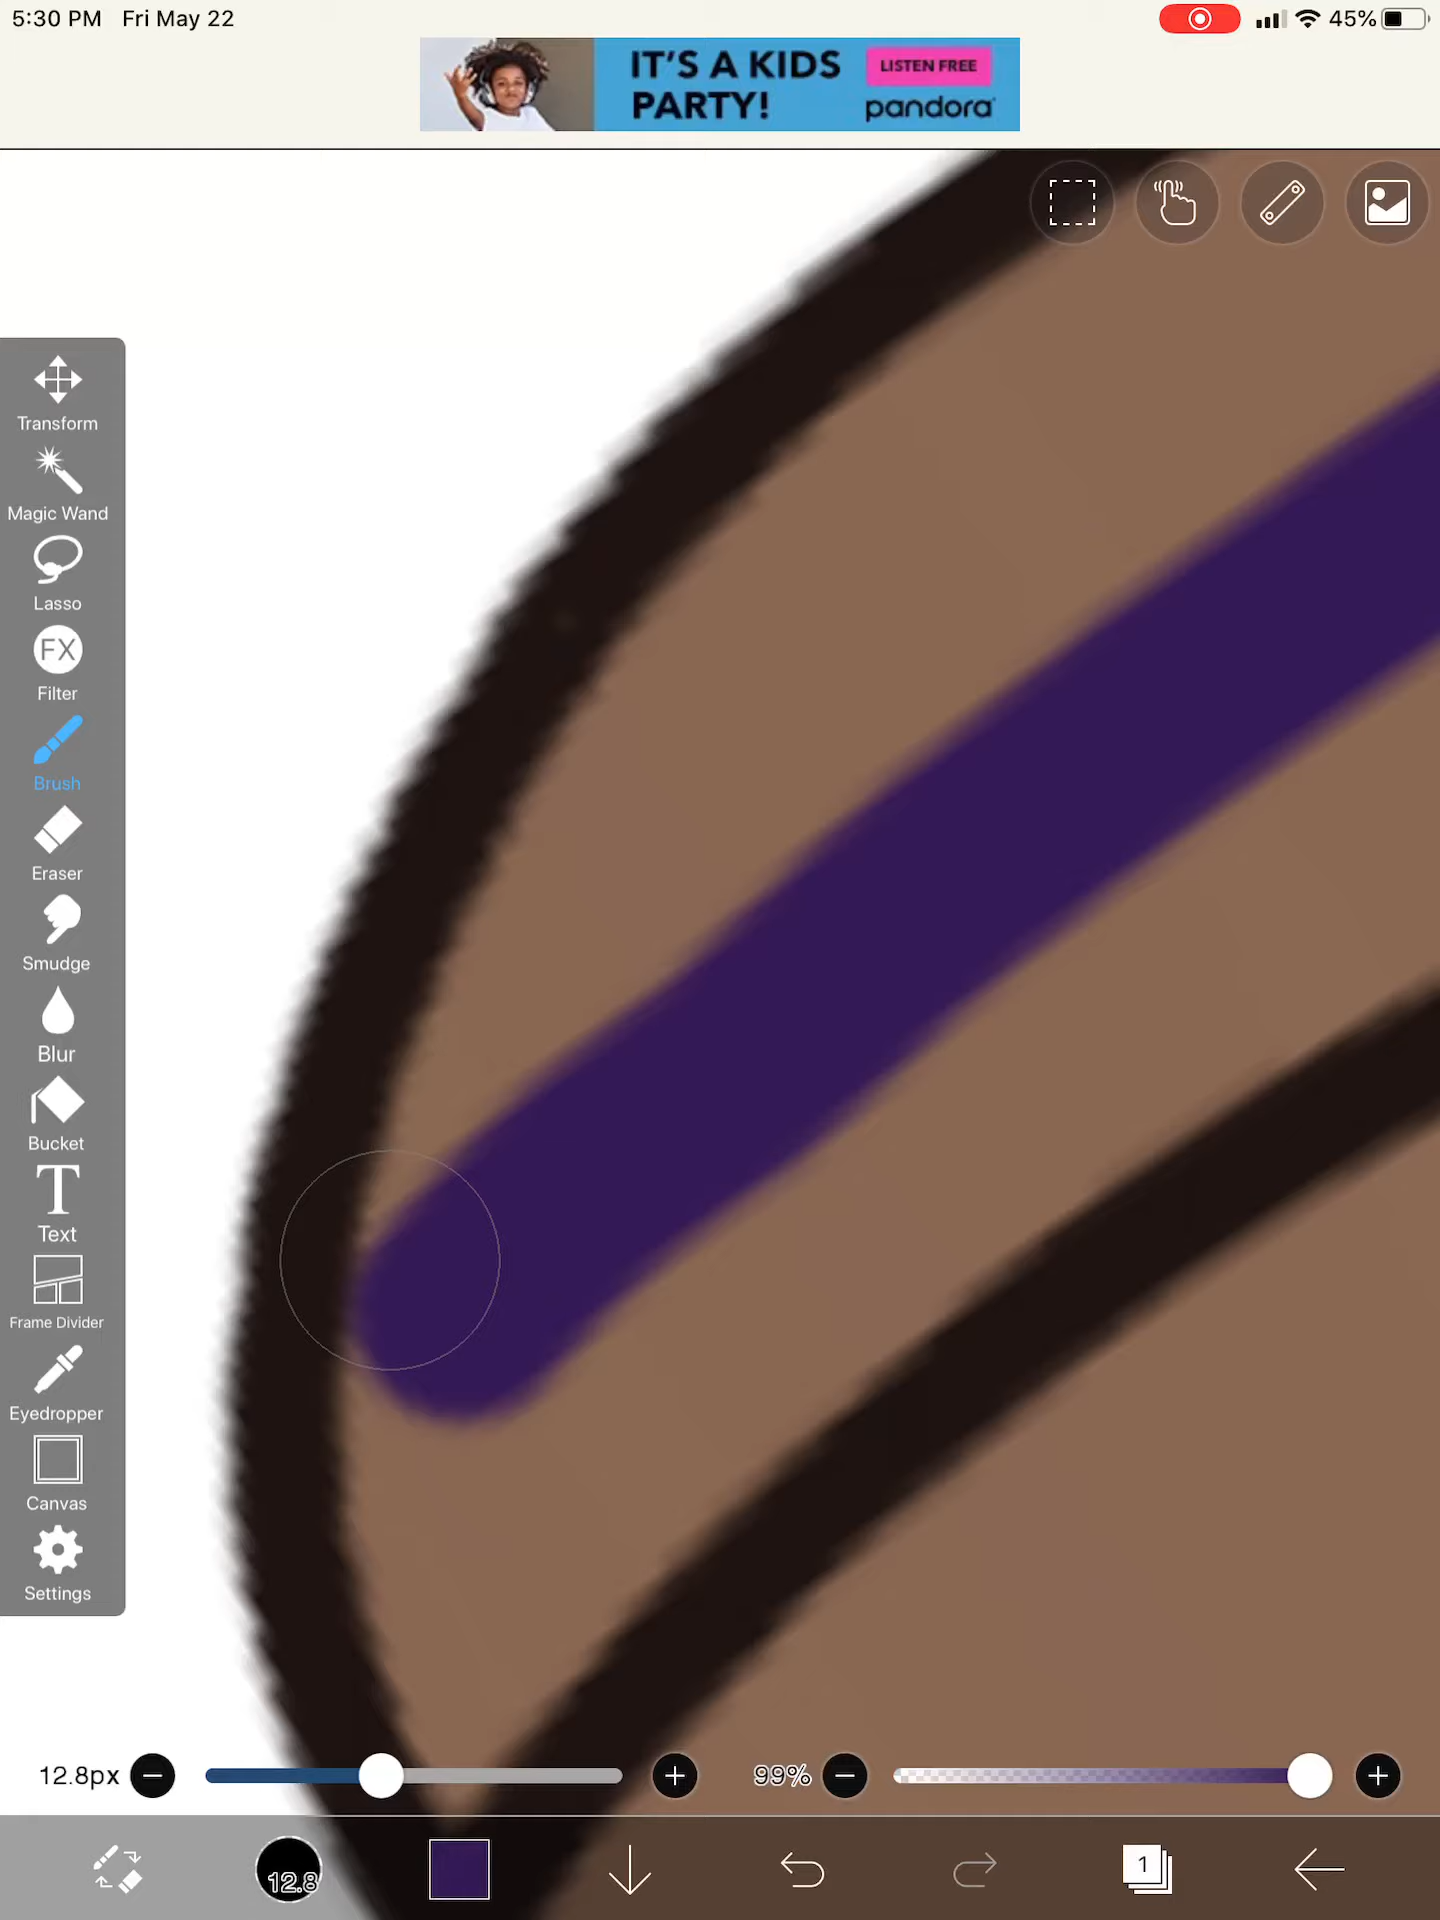 5:30 PM Fri May 22
45%
IT'S A KIDS
PARTY!
LISTEN FREE
pandora
Transform
Magic Wand
Lasso
FX
Filter
Brush
Eraser
Smudge
Blur
Bucket
T
Text
Frame Divider
Eyedropper
Canvas
Settings
12.8px
99%
12.8
1